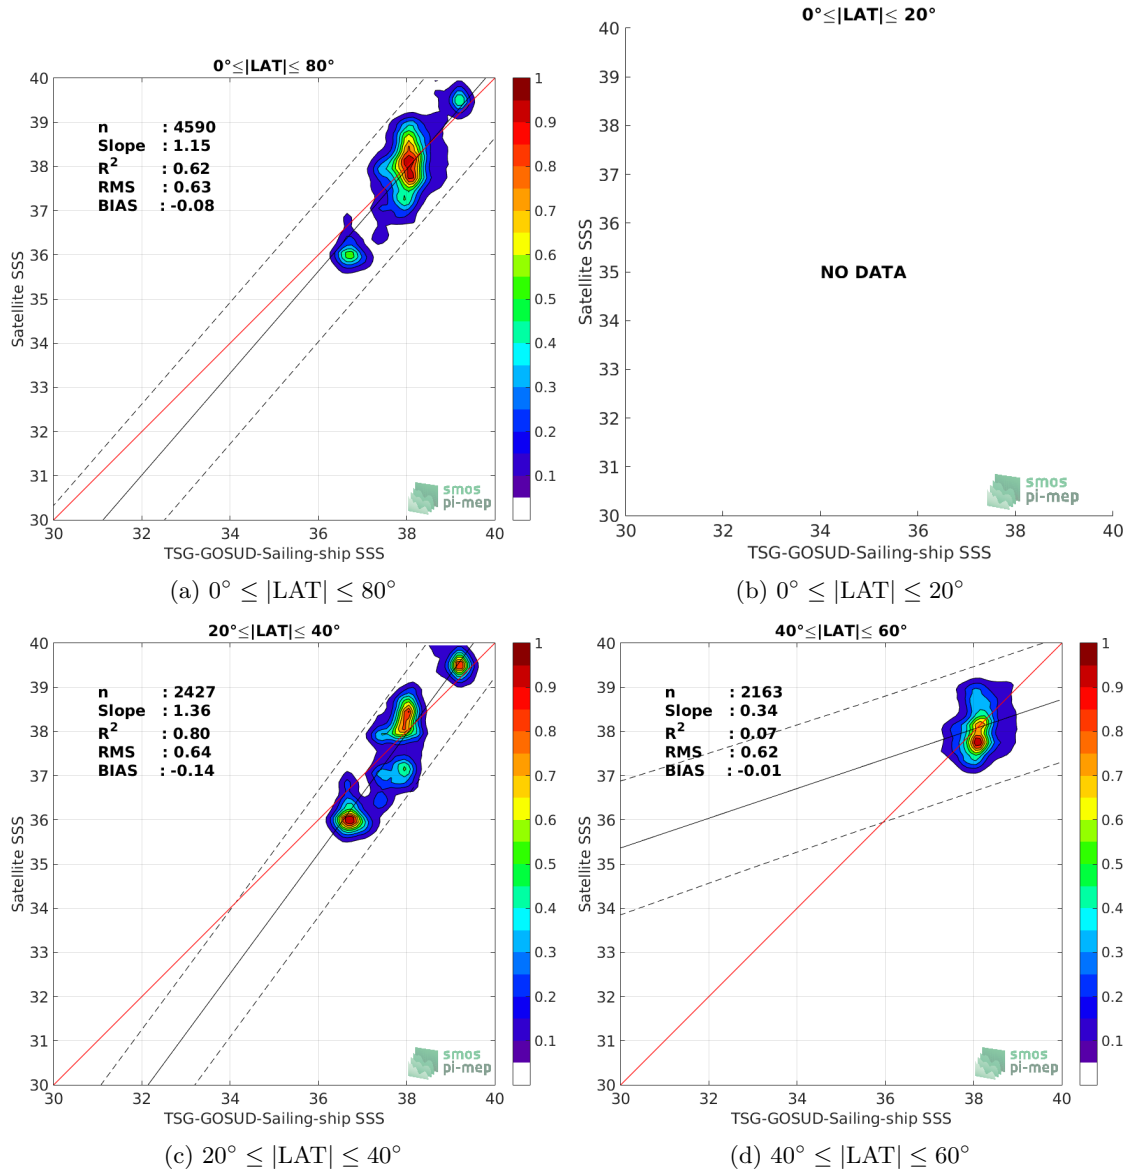 0°≤|LAT|≤ 80°
n : 4590
Slope : 1.15
R² : 0.62
RMS : 0.63
BIAS : -0.08
Satellite SSS
40
39
38
37
36
35
34
33
32
31
30
30 32 34 36 38 40
TSG-GOSUD-Sailing-ship SSS
1
0.9
0.8
0.7
0.6
0.5
0.4
0.3
0.2
0.1
smos
pi-mep
(a) 0° ≤ |LAT| ≤ 80°
0°≤|LAT|≤ 20°
NO DATA
Satellite SSS
40
39
38
37
36
35
34
33
32
31
30
30 32 34 36 38 40
TSG-GOSUD-Sailing-ship SSS
smos
pi-mep
(b) 0° ≤ |LAT| ≤ 20°
20°≤|LAT|≤ 40°
n : 2427
Slope : 1.36
R² : 0.80
RMS : 0.64
BIAS : -0.14
Satellite SSS
40
39
38
37
36
35
34
33
32
31
30
30 32 34 36 38 40
TSG-GOSUD-Sailing-ship SSS
1
0.9
0.8
0.7
0.6
0.5
0.4
0.3
0.2
0.1
smos
pi-mep
(c) 20° ≤ |LAT| ≤ 40°
40°≤|LAT|≤ 60°
n : 2163
Slope : 0.34
R² : 0.07
RMS : 0.62
BIAS : -0.01
Satellite SSS
40
39
38
37
36
35
34
33
32
31
30
30 32 34 36 38 40
TSG-GOSUD-Sailing-ship SSS
1
0.9
0.8
0.7
0.6
0.5
0.4
0.3
0.2
0.1
smos
pi-mep
(d) 40° ≤ |LAT| ≤ 60°